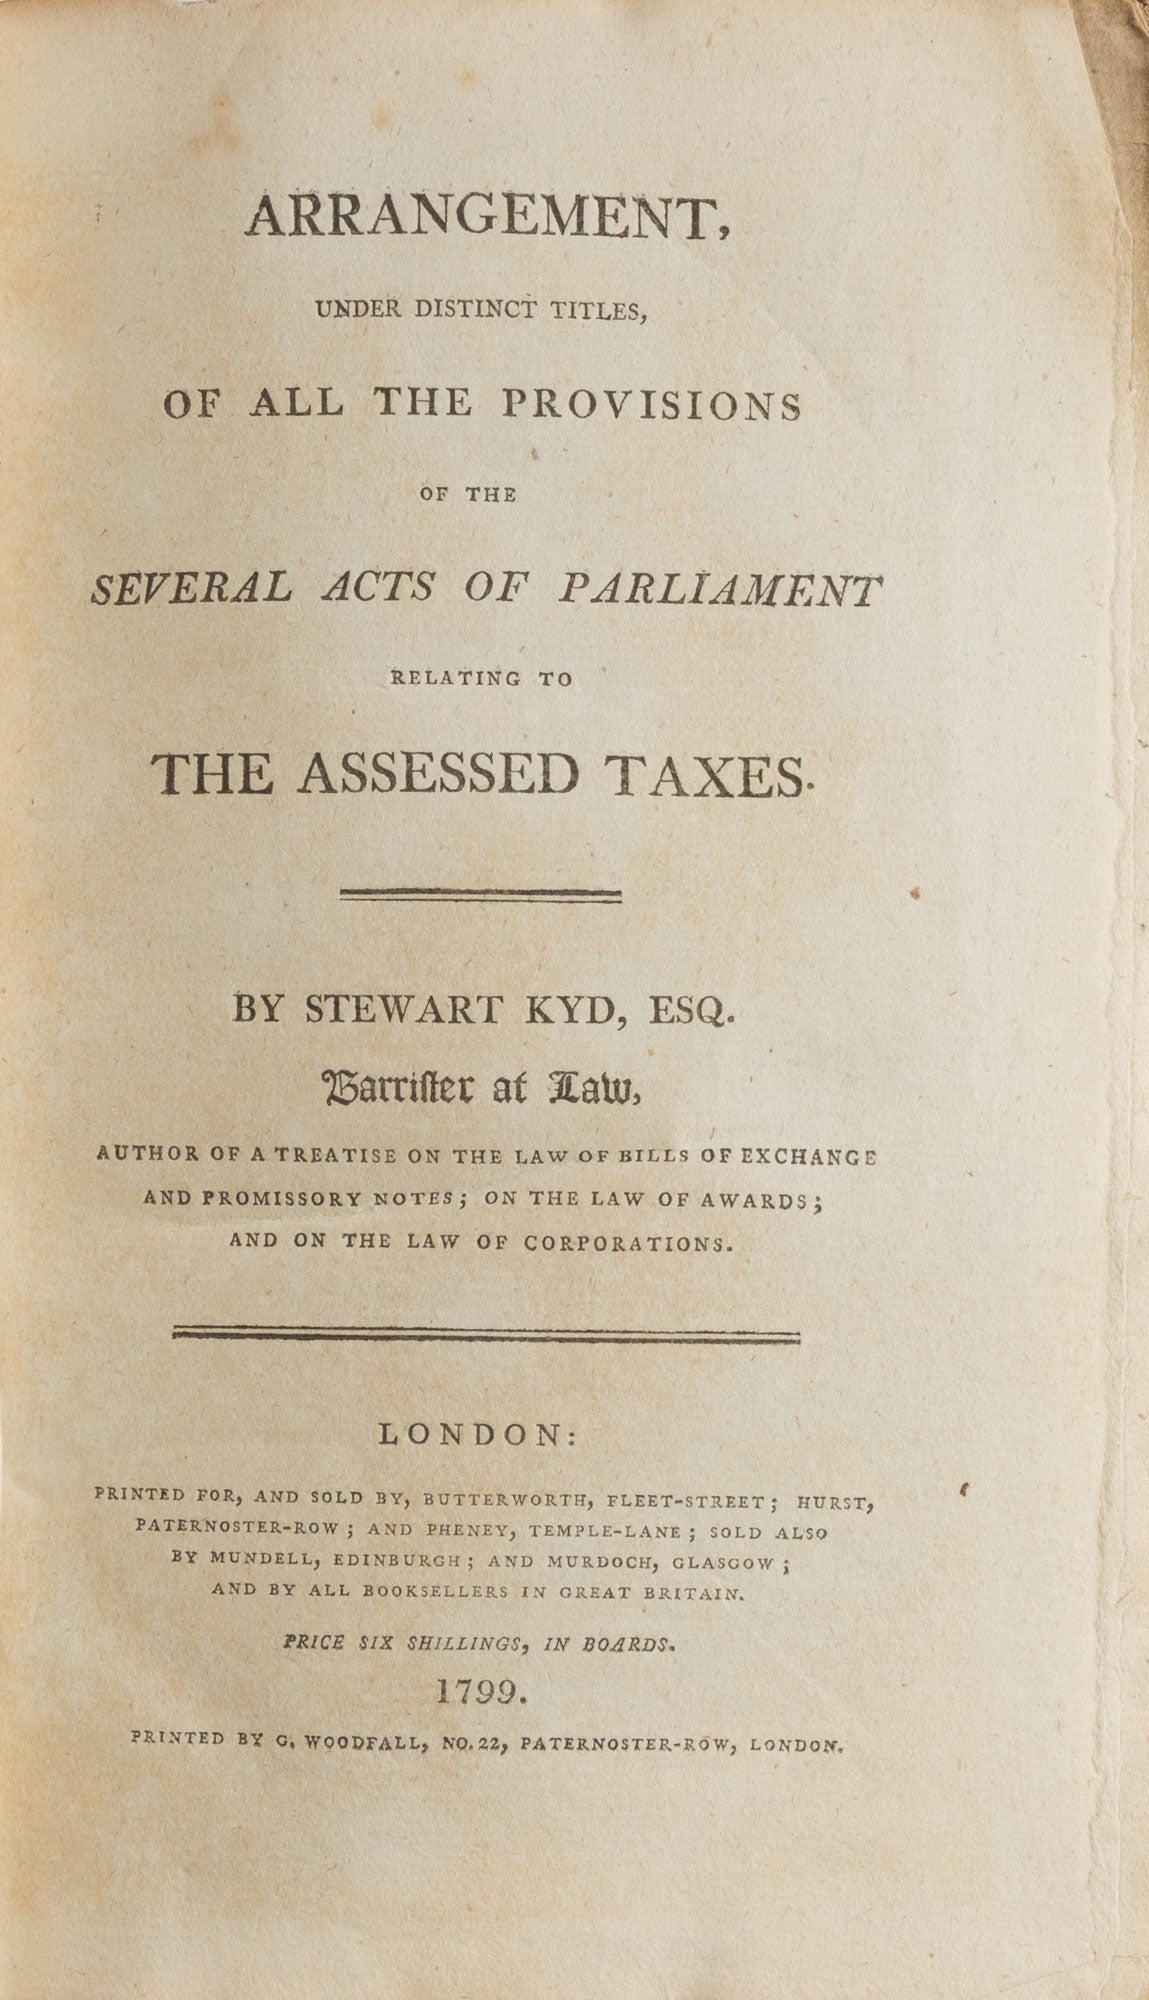 ARRANGEMENT,
UNDER DISTINCT TITLES,
OF ALL THE PROVISIONS
OF THE
SEVERAL ACTS OF PARLIAMENT
RELATING TO
THE ASSESSED TAXES.
BY STEWART KYD, ESQ.
Barriſter at Law,
AUTHOR OF A TREATISE ON THE LAW OF BILLS OF EXCHANGE
AND PROMISSORY NOTES; ON THE LAW OF AWARDS;
AND ON THE LAW OF CORPORATIONS.
LONDON:
PRINTED FOR, AND SOLD BY, BUTTERWORTH, FLEET-STREET; HURST,
PATERNOSTER-ROW; AND PHENEY, TEMPLE-LANE; SOLD ALSO
BY MUNDELL, EDINBURGH; AND MURDOCH, GLASGOW;
AND BY ALL BOOKSELLERS IN GREAT BRITAIN.
PRICE SIX SHILLINGS, IN BOARDS.
1799.
PRINTED BY G. WOODFALL, NO. 22, PATERNOSTER-ROW, LONDON.